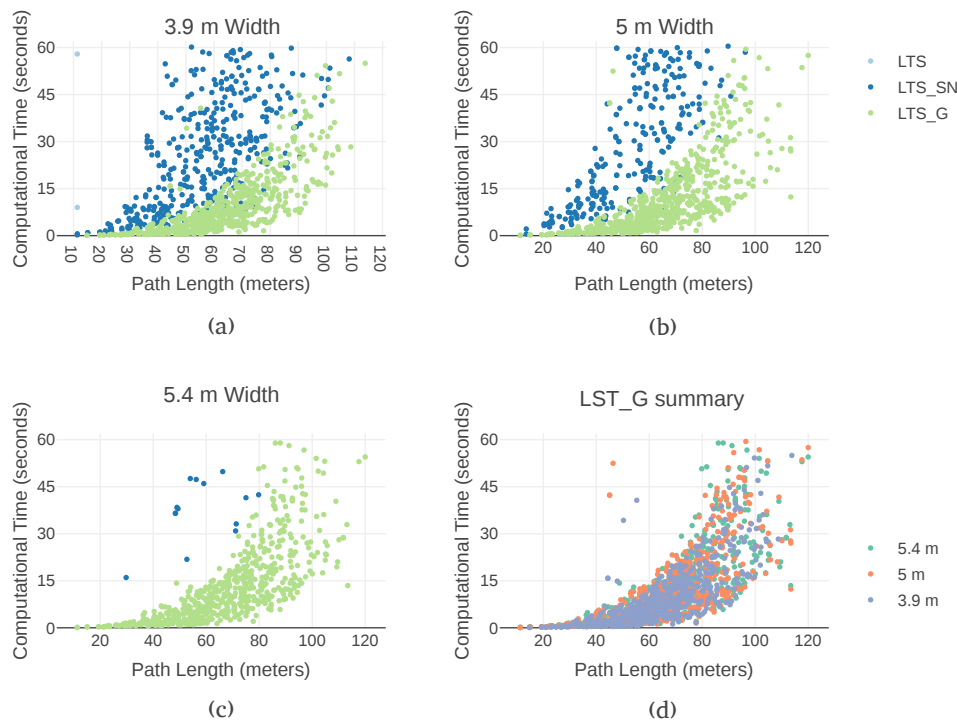 3.9 m Width
Computational Time (seconds)
60
45
30
15
0
10 20 30 40 50 60 70 80 90 100 110 120
Path Length (meters)
(a)
5 m Width
Computational Time (seconds)
60
45
30
15
0
20 40 60 80 100 120
Path Length (meters)
(b)
LTS
LTS_SN
LTS_G
5.4 m Width
Computational Time (seconds)
60
45
30
15
0
20 40 60 80 100 120
Path Length (meters)
(c)
LST_G summary
Computational Time (seconds)
60
45
30
15
0
20 40 60 80 100 120
Path Length (meters)
(d)
5.4 m
5 m
3.9 m